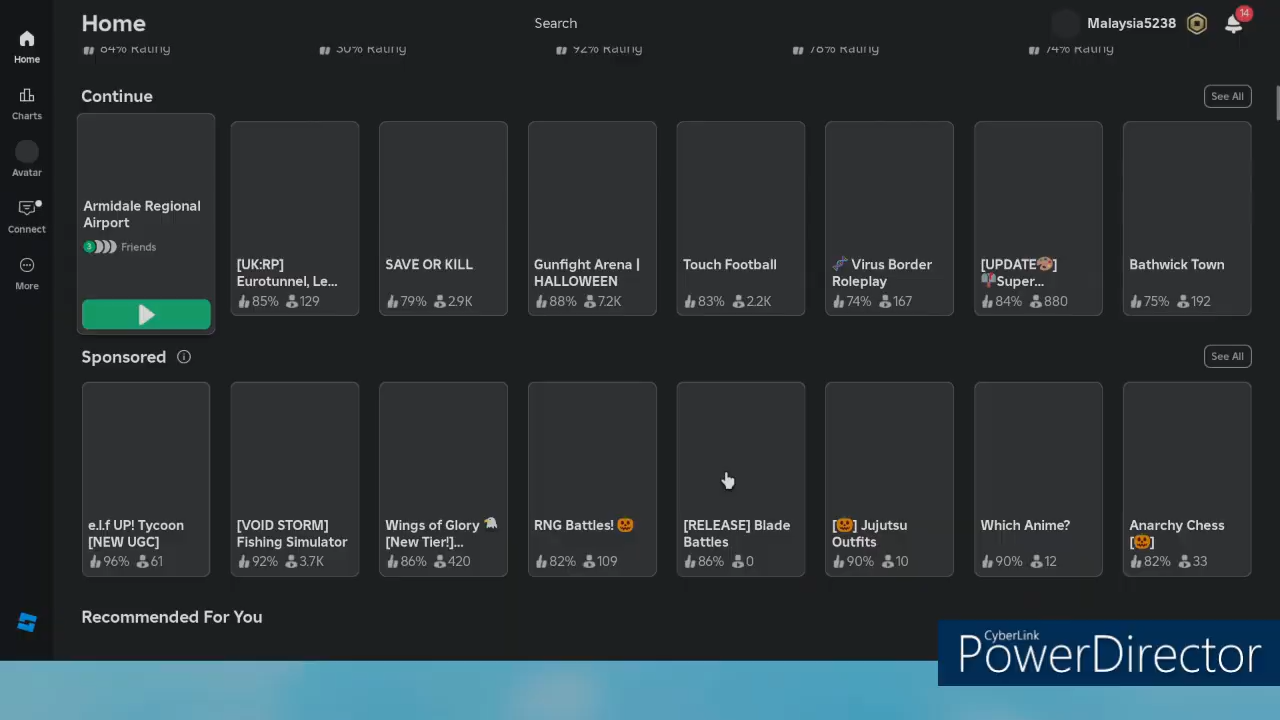 Home
Search
Malaysia5238
14
84% Rating
30% Rating
92% Rating
78% Rating
74% Rating
Home
Charts
Avatar
Connect
More
Continue
See All
Armidale Regional
Airport
3
Friends
[UK:RP]
Eurotunnel, Le...
85% 129
SAVE OR KILL
79% 2.9K
Gunfight Arena |
HALLOWEEN
88% 7.2K
Touch Football
83% 2.2K
🧬 Virus Border
Roleplay
74% 167
[UPDATE🎨]
📬Super...
84% 880
Bathwick Town
75% 192
Sponsored
See All
e.l.f UP! Tycoon
[NEW UGC]
96% 61
[VOID STORM]
Fishing Simulator
92% 3.7K
Wings of Glory 🦅
[New Tier!]...
86% 420
RNG Battles! 🎃
82% 109
[RELEASE] Blade
Battles
86% 0
[🎃] Jujutsu
Outfits
90% 10
Which Anime?
90% 12
Anarchy Chess
[🎃]
82% 33
Recommended For You
CyberLink
PowerDirector